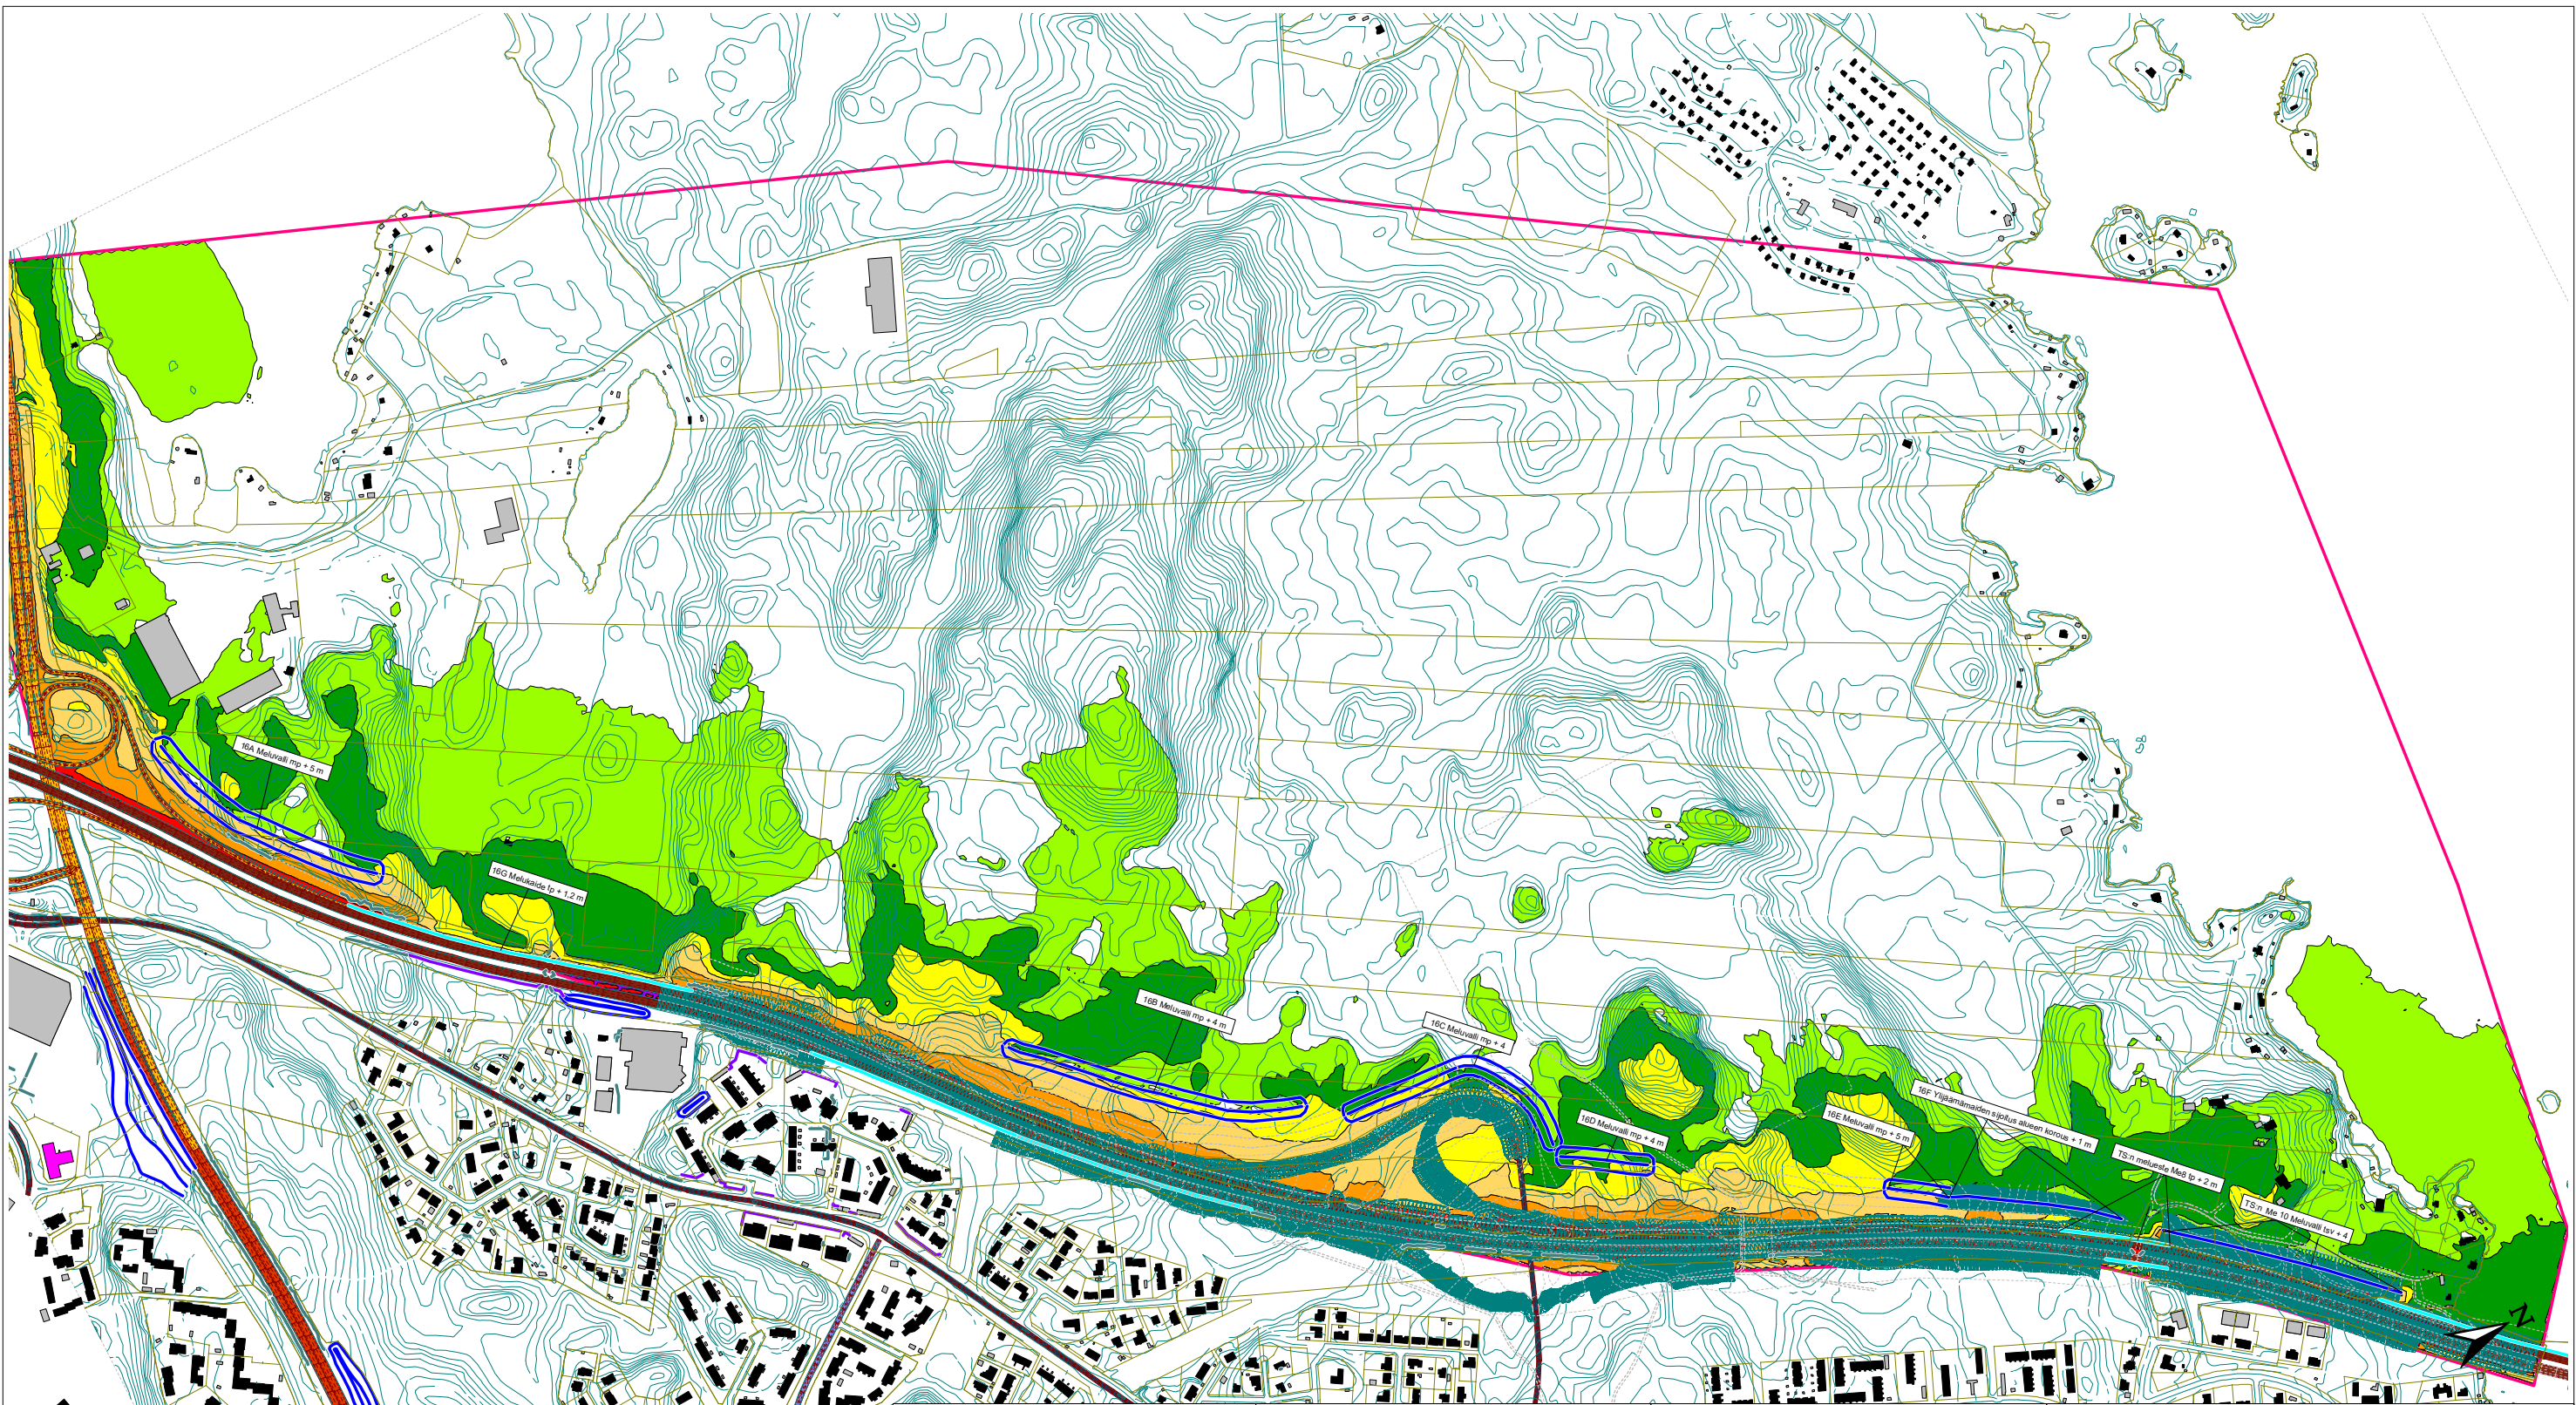 16A Meluvalli mp + 5 m
16G Melukaide tp + 1,2 m
16B Meluvalli mp + 4 m
16C Meluvalli mp + 4
16D Meluvalli mp + 4 m
16E Meluvalli mp + 5 m
16F Ylijäämämaiden sijoitus alueen korous + 1 m
TS:n melueste Me8 tp + 2 m
TS:n Me 10 Meluvalli tsv + 4
N